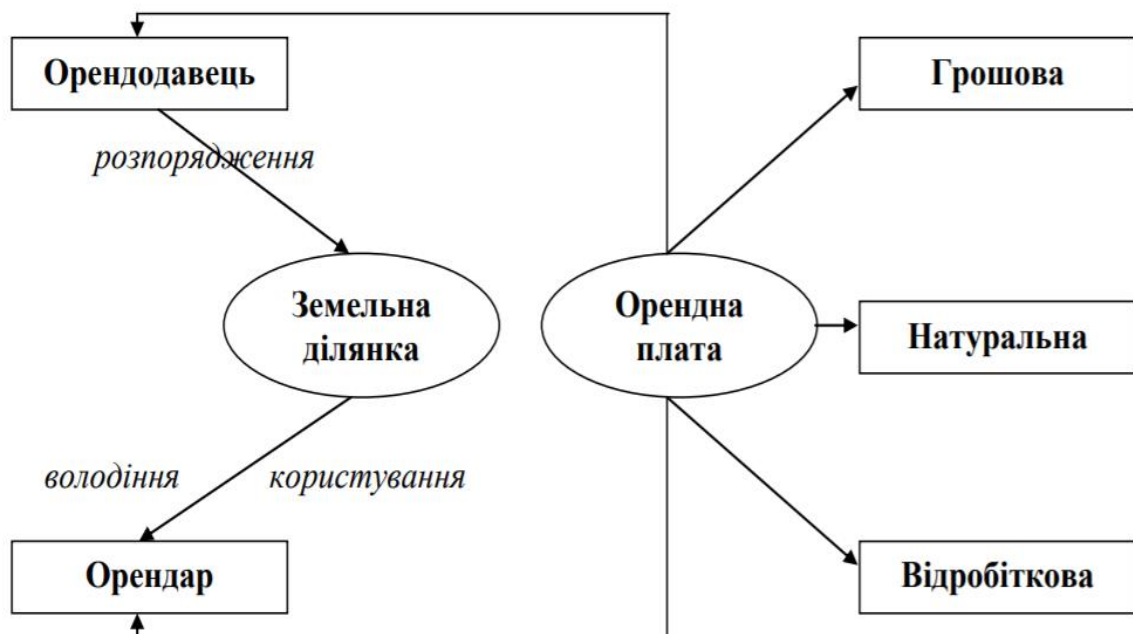 Орендодавець
Грошова
розпорядження
Земельна
ділянка
Орендна
плата
Натуральна
володіння
користування
Орендар
Відробіткова